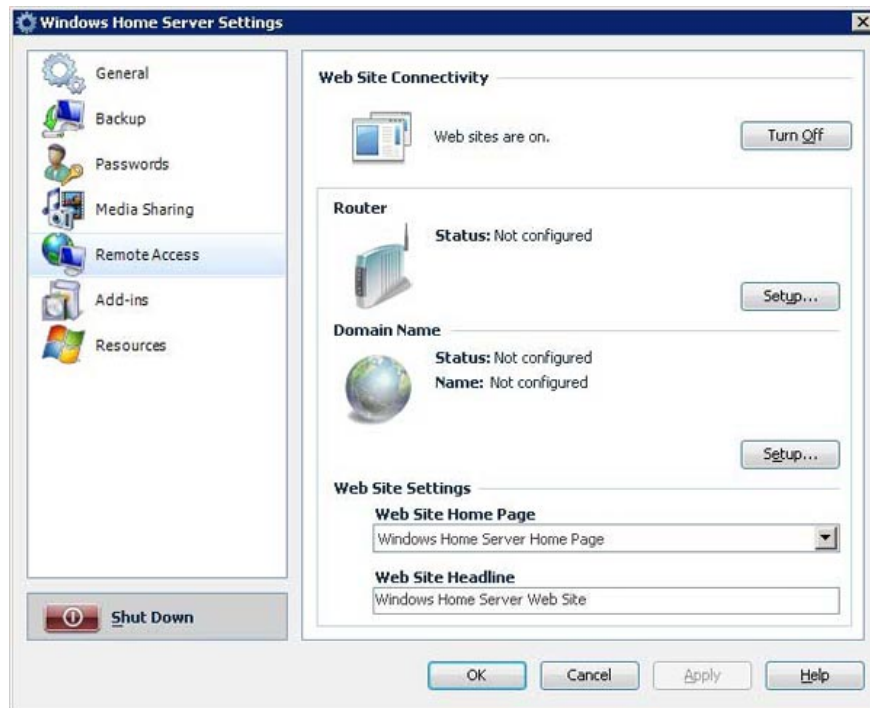 Windows Home Server Settings
General
Backup
Passwords
Media Sharing
Remote Access
Add-ins
Resources
Shut Down
Web Site Connectivity
Web sites are on.
Turn Off
Router
Status: Not configured
Setup...
Domain Name
Status: Not configured
Name: Not configured
Setup...
Web Site Settings
Web Site Home Page
Windows Home Server Home Page
Web Site Headline
Windows Home Server Web Site
OK
Cancel
Apply
Help